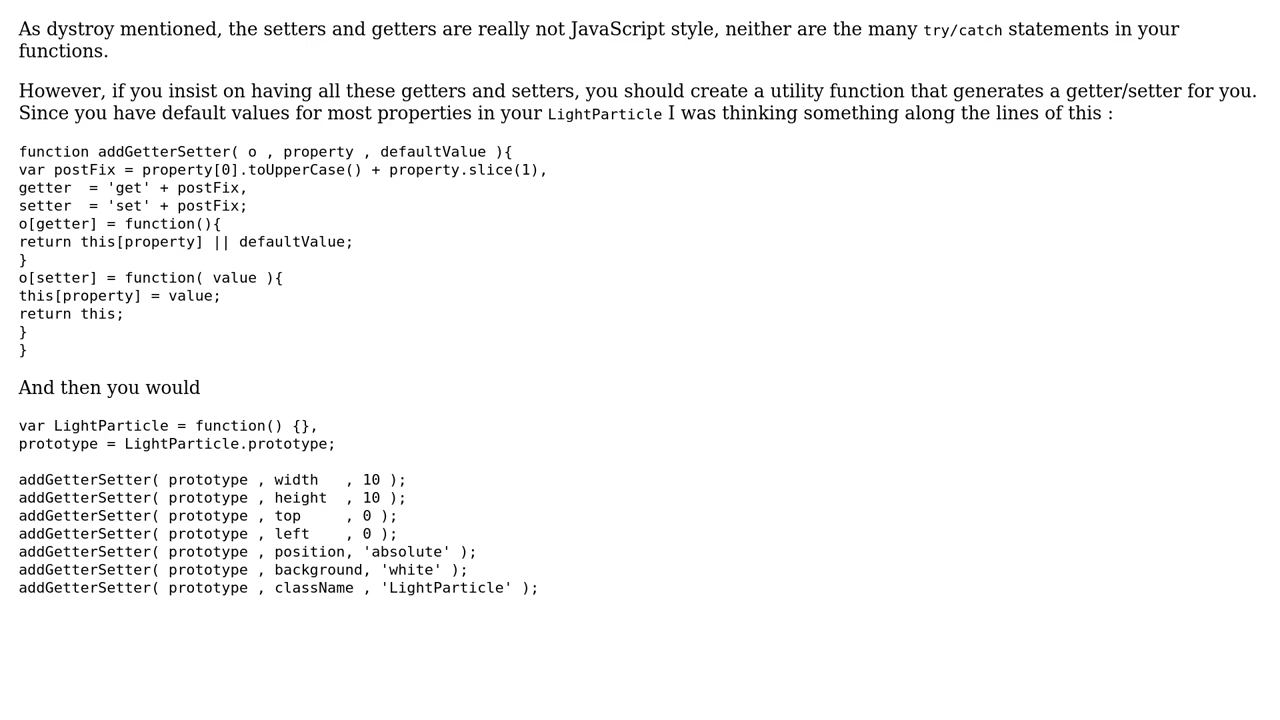 As dystroy mentioned, the setters and getters are really not JavaScript style, neither are the many try/catch statements in your
functions.
However, if you insist on having all these getters and setters, you should create a utility function that generates a getter/setter for you.
Since you have default values for most properties in your LightParticle I was thinking something along the lines of this :
function addGetterSetter( o , property , defaultValue ){
var postFix = property[0].toUpperCase() + property.slice(1),
getter  = 'get' + postFix,
setter  = 'set' + postFix;
o[getter] = function(){
return this[property] || defaultValue;
}
o[setter] = function( value ){
this[property] = value;
return this;
}
}
And then you would
var LightParticle = function() {},
prototype = LightParticle.prototype;
addGetterSetter( prototype , width   , 10 );
addGetterSetter( prototype , height  , 10 );
addGetterSetter( prototype , top     , 0 );
addGetterSetter( prototype , left    , 0 );
addGetterSetter( prototype , position, 'absolute' );
addGetterSetter( prototype , background, 'white' );
addGetterSetter( prototype , className , 'LightParticle' );